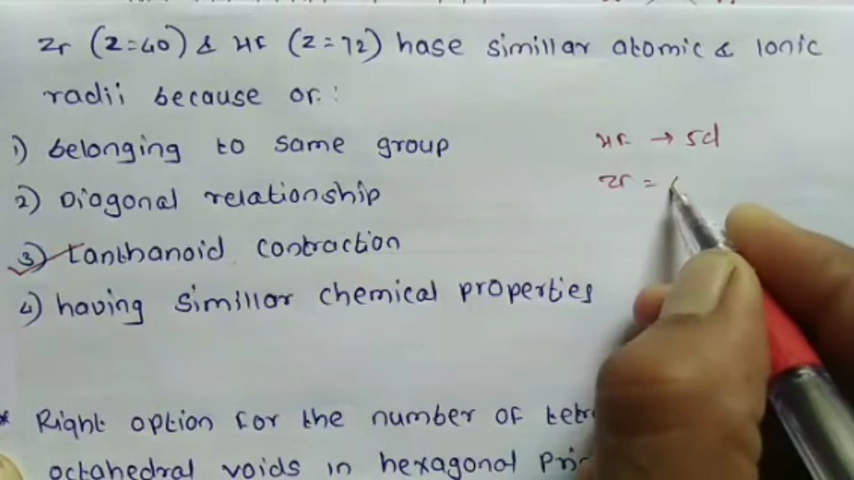 Zr (Z=40) & Hf (Z=72) hase simillar atomic & Ionic
radii because of :
1) belonging to same group
2) Diogonal relationship
3) Lanthanoid contraction
4) having simillar chemical properties
Hf → 5d
Zr =
* Right option for the number of
octahedral voids in hexagonal